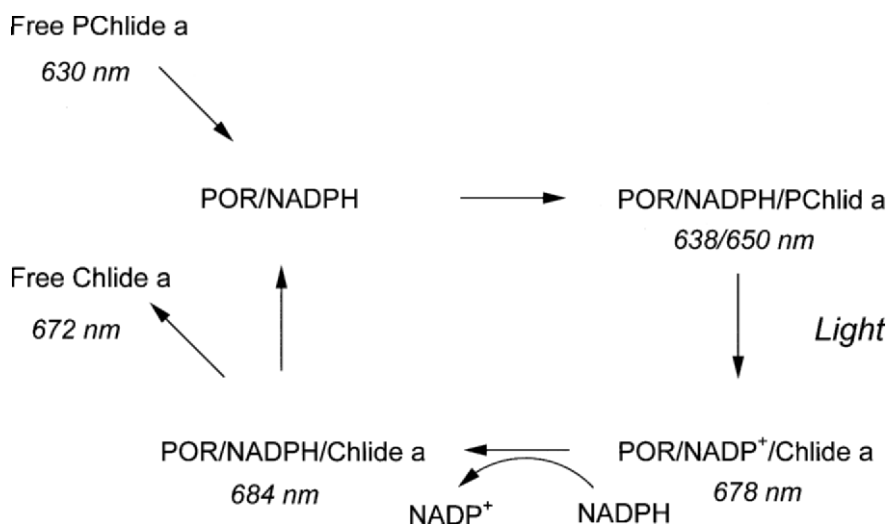 Free PChlide a
630 nm
POR/NADPH
POR/NADPH/PChlid a
638/650 nm
Free Chlide a
672 nm
Light
POR/NADPH/Chlide a
684 nm
POR/NADP⁺/Chlide a
678 nm
NADP⁺
NADPH